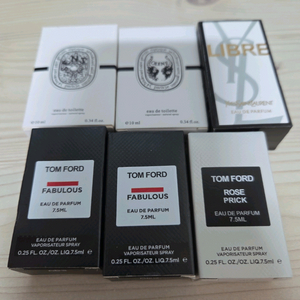 eau de toilette
eau de toilette
LIBRE
YSL
EAU DE PARFUM
TOM FORD
FABULOUS
EAU DE PARFUM
7.5ML
EAU DE PARFUM
VAPORISATEUR SPRAY
0.25 FL.OZ./OZ. LIQ.7.5ml e
TOM FORD
FABULOUS
EAU DE PARFUM
7.5ML
EAU DE PARFUM
VAPORISATEUR SPRAY
0.25 FL.OZ./OZ. LIQ.7.5ml e
TOM FORD
ROSE
PRICK
EAU DE PARFUM
7.5ML
EAU DE PARFUM
VAPORISATEUR SPRAY
0.25 FL.OZ./OZ. LIQ.7.5ml e